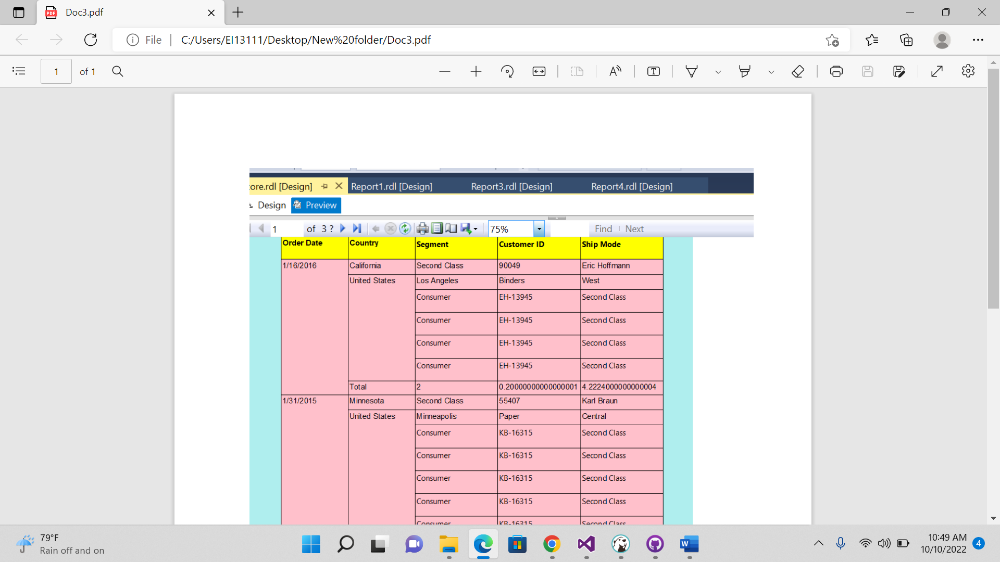 Doc3.pdf
File C:/Users/EI13111/Desktop/New%20folder/Doc3.pdf
1 of 1
ore.rdl [Design] Report1.rdl [Design] Report3.rdl [Design] Report4.rdl [Design]
Design Preview
1 of 3 ? 75% Find Next
Order Date Country Segment Customer ID Ship Mode
1/16/2016 California Second Class 90049 Eric Hoffmann
United States Los Angeles Binders West
Consumer EH-13945 Second Class
Consumer EH-13945 Second Class
Consumer EH-13945 Second Class
Consumer EH-13945 Second Class
Total 2 0.20000000000000001 4.2224000000000004
1/31/2015 Minnesota Second Class 55407 Karl Braun
United States Minneapolis Paper Central
Consumer KB-16315 Second Class
Consumer KB-16315 Second Class
Consumer KB-16315 Second Class
Consumer KB-16315 Second Class
Consumer KB-16315 Second Class
79°F
Rain off and on
10:49 AM
10/10/2022 4